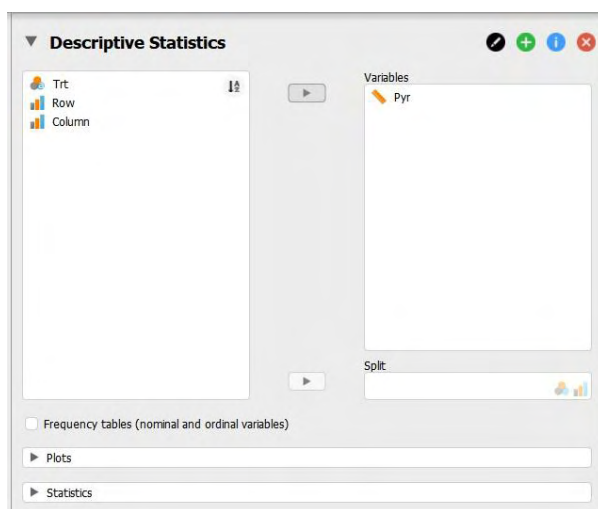 Descriptive Statistics
Trt
Row
Column
Variables
Pyr
Split
Frequency tables (nominal and ordinal variables)
Plots
Statistics